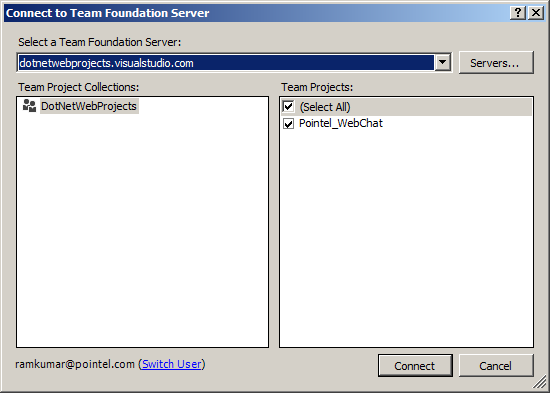 Connect to Team Foundation Server
Select a Team Foundation Server:
dotnetwebprojects.visualstudio.com
Servers...
Team Project Collections:
Team Projects:
DotNetWebProjects
(Select All)
Pointel_WebChat
ramkumar@pointel.com (Switch User)
Connect
Cancel